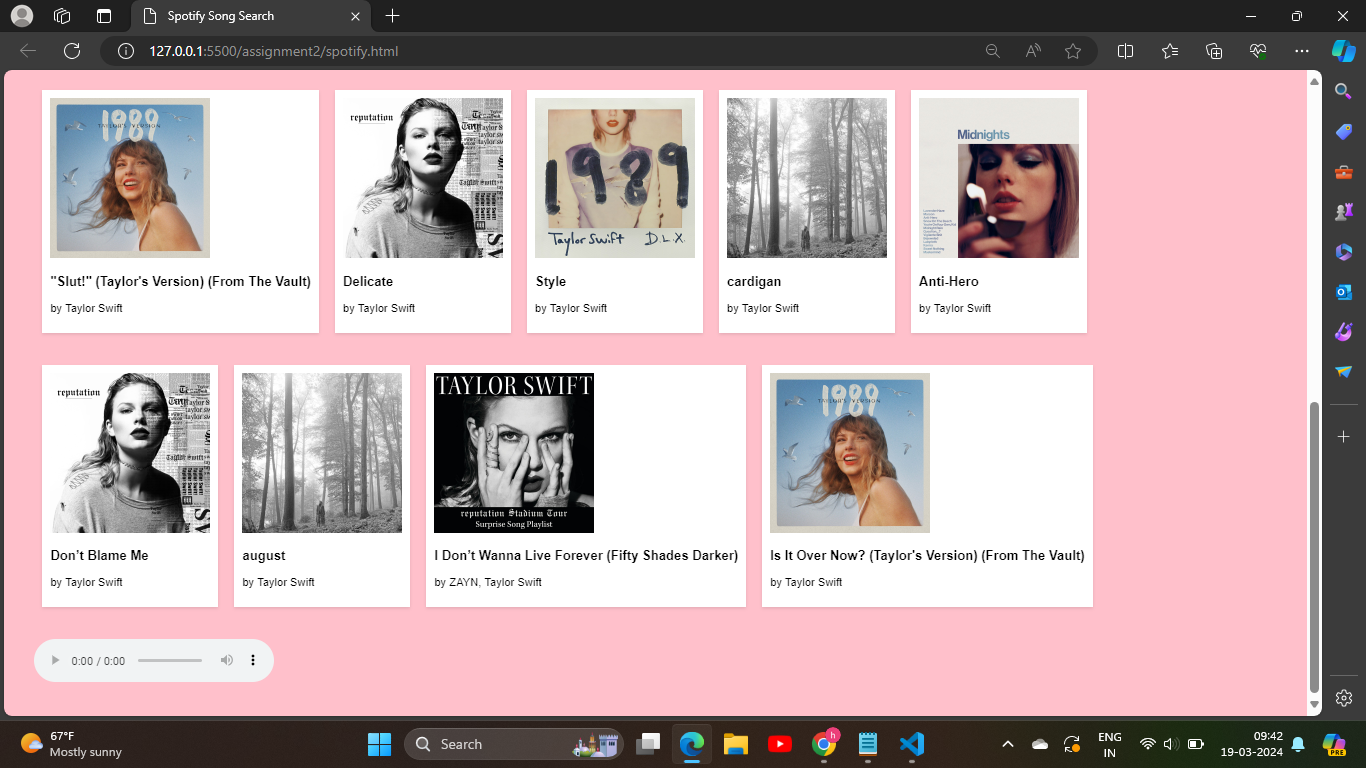 Spotify Song Search
127.0.0.1:5500/assignment2/spotify.html
1989
TAYLOR'S VERSION
reputation
Taylor Swift
1989
Taylor Swift D.L.X.
Midnights
"Slut!" (Taylor's Version) (From The Vault)
by Taylor Swift
Delicate
by Taylor Swift
Style
by Taylor Swift
cardigan
by Taylor Swift
Anti-Hero
by Taylor Swift
reputation
Taylor Swift
TAYLOR SWIFT
reputation Stadium Tour
Surprise Song Playlist
1989
TAYLOR'S VERSION
Don’t Blame Me
by Taylor Swift
august
by Taylor Swift
I Don’t Wanna Live Forever (Fifty Shades Darker)
by ZAYN, Taylor Swift
Is It Over Now? (Taylor's Version) (From The Vault)
by Taylor Swift
0:00 / 0:00
67°F
Mostly sunny
Search
h
ENG
IN
09:42
19-03-2024
PRE